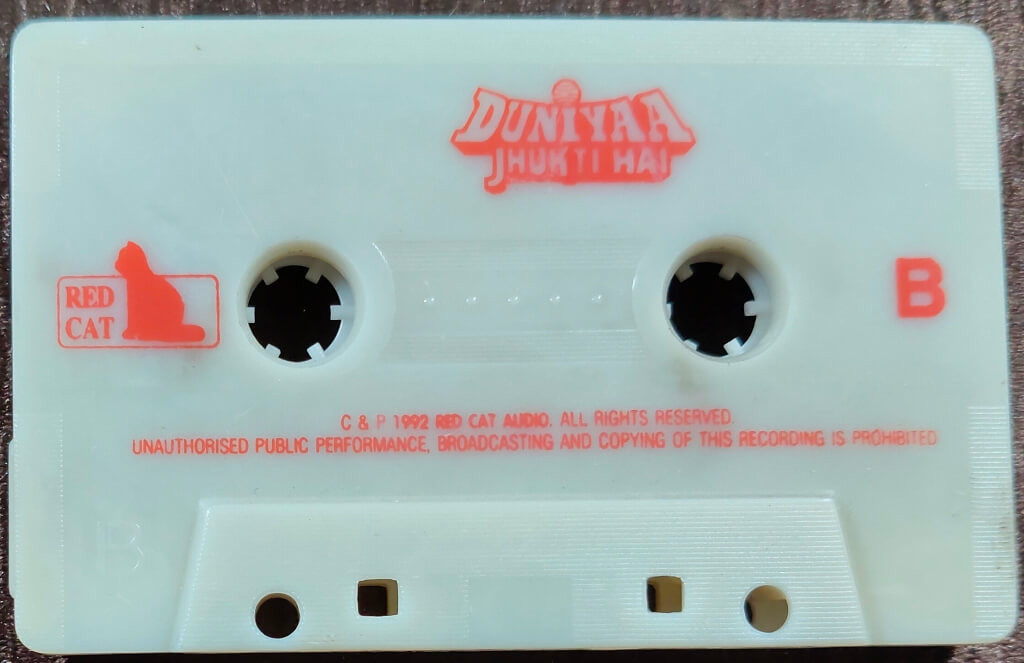 DUNIYAA
JHUKTI HAI
RED
CAT
B
C & P 1992 RED CAT AUDIO. ALL RIGHTS RESERVED.
UNAUTHORISED PUBLIC PERFORMANCE, BROADCASTING AND COPYING OF THIS RECORDING IS PROHIBITED